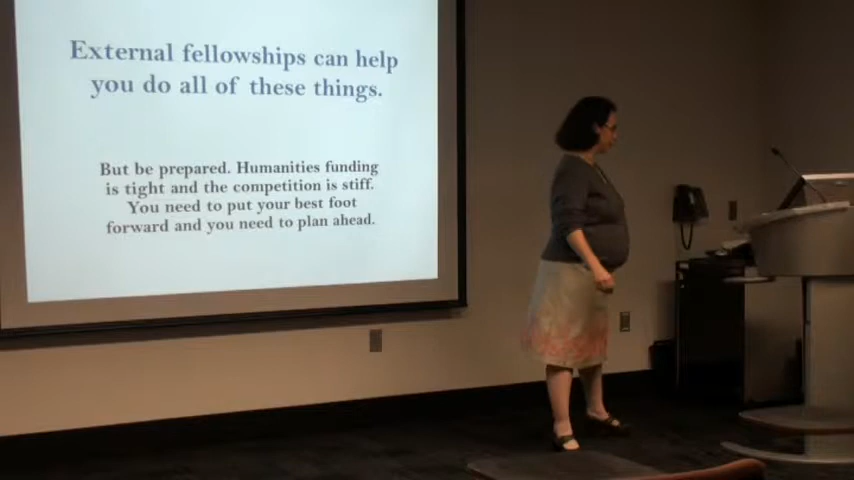 External fellowships can help
you do all of these things.
But be prepared. Humanities funding
is tight and the competition is stiff.
You need to put your best foot
forward and you need to plan ahead.